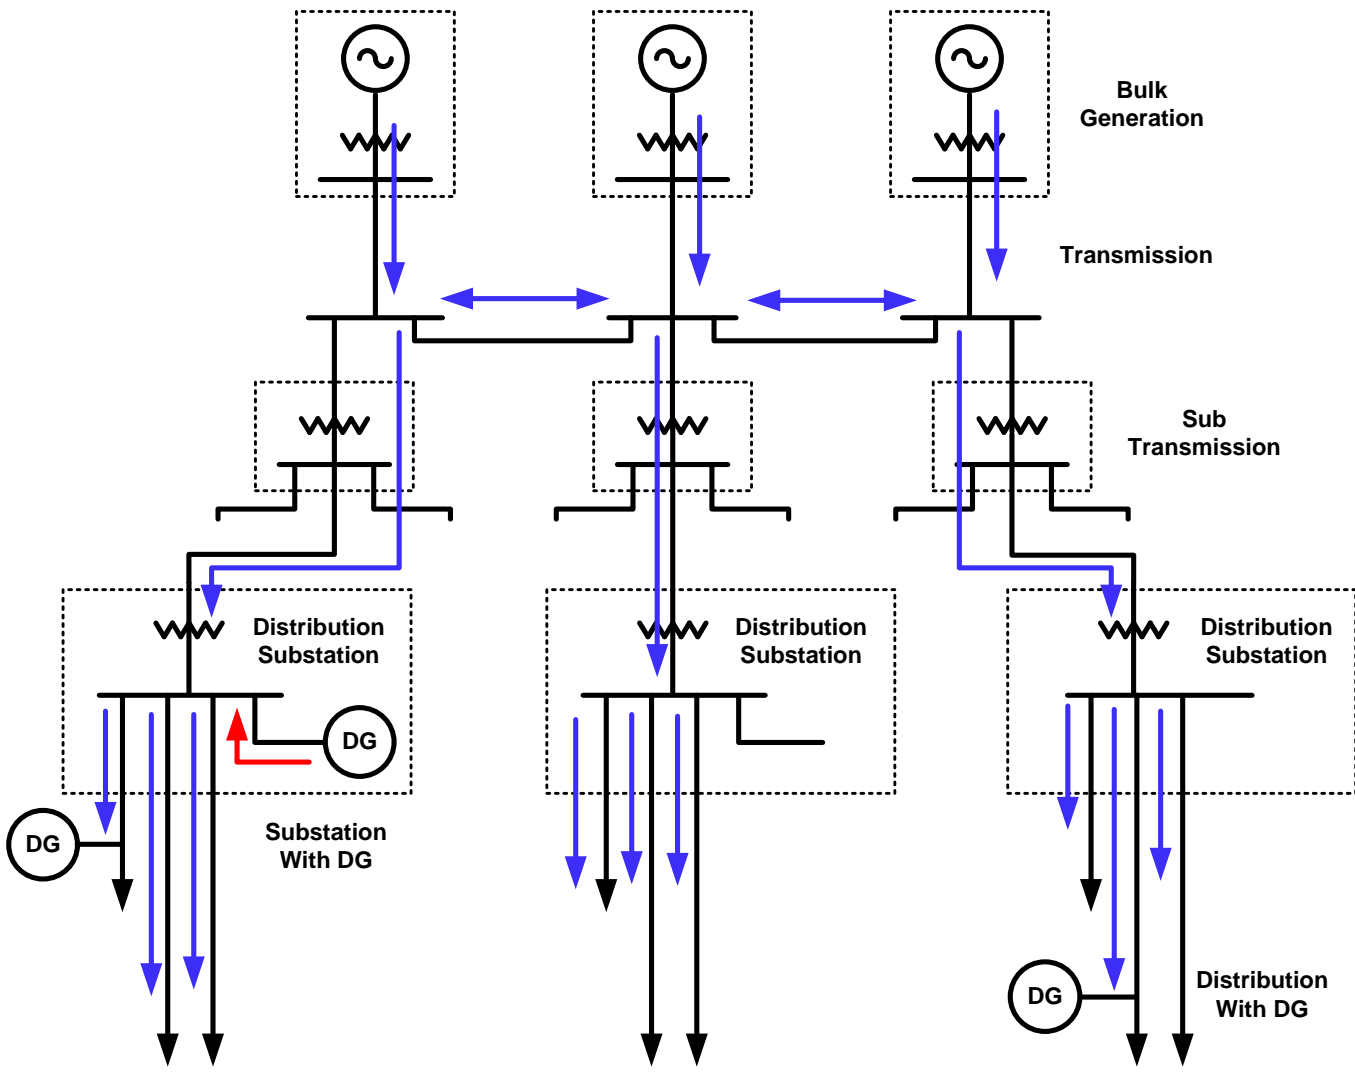 Bulk
Generation
Transmission
Sub
Transmission
Distribution
Substation
Distribution
Substation
Distribution
Substation
DG
DG
Substation
With DG
DG
Distribution
With DG